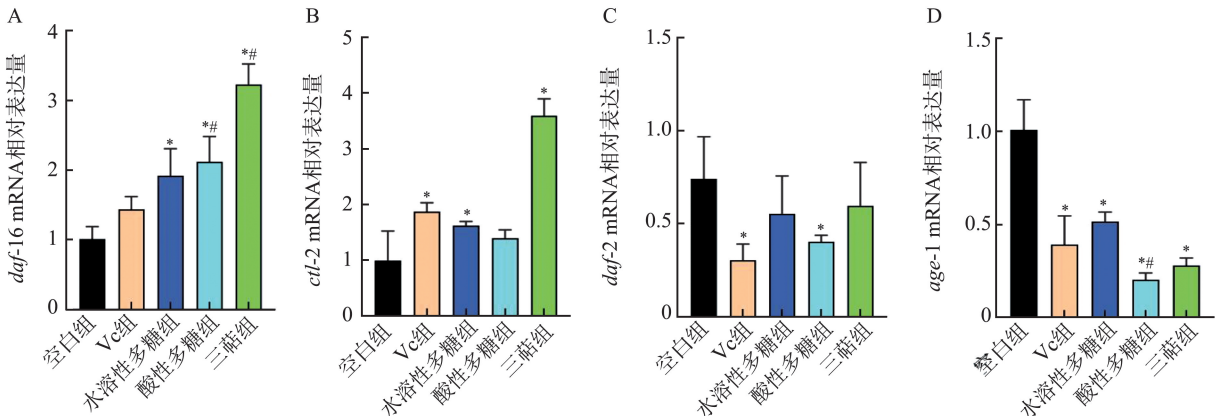 A
daf-16 mRNA相对表达量
5
4
3
2
1
0
*
*#
*#
空白组
Vc组
水溶性多糖组
酸性多糖组
三萜组
B
ctl-2 mRNA相对表达量
5
4
3
2
1
0
*
*
*
空白组
Vc组
水溶性多糖组
酸性多糖组
三萜组
C
daf-2 mRNA相对表达量
1.5
1.0
0.5
0.0
*
*
空白组
Vc组
水溶性多糖组
酸性多糖组
三萜组
D
age-1 mRNA相对表达量
1.5
1.0
0.5
0.0
*
*
*#
*
空白组
Vc组
水溶性多糖组
酸性多糖组
三萜组